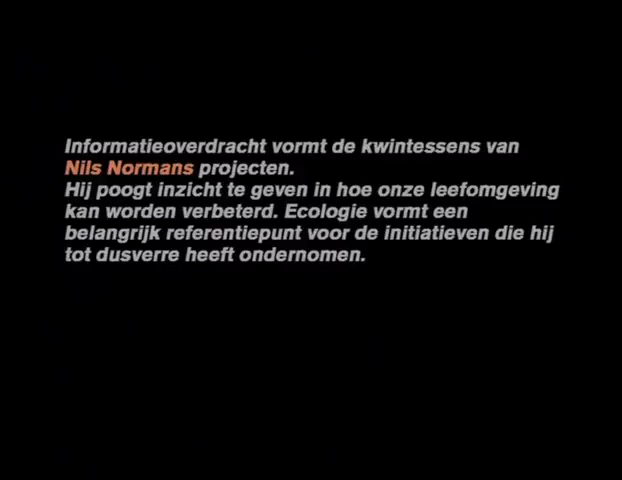 Informatieoverdracht vormt de kwintessens van
Nils Normans projecten.
Hij poogt inzicht te geven in hoe onze leefomgeving
kan worden verbeterd. Ecologie vormt een
belangrijk referentiepunt voor de initiatieven die hij
tot dusverre heeft ondernomen.